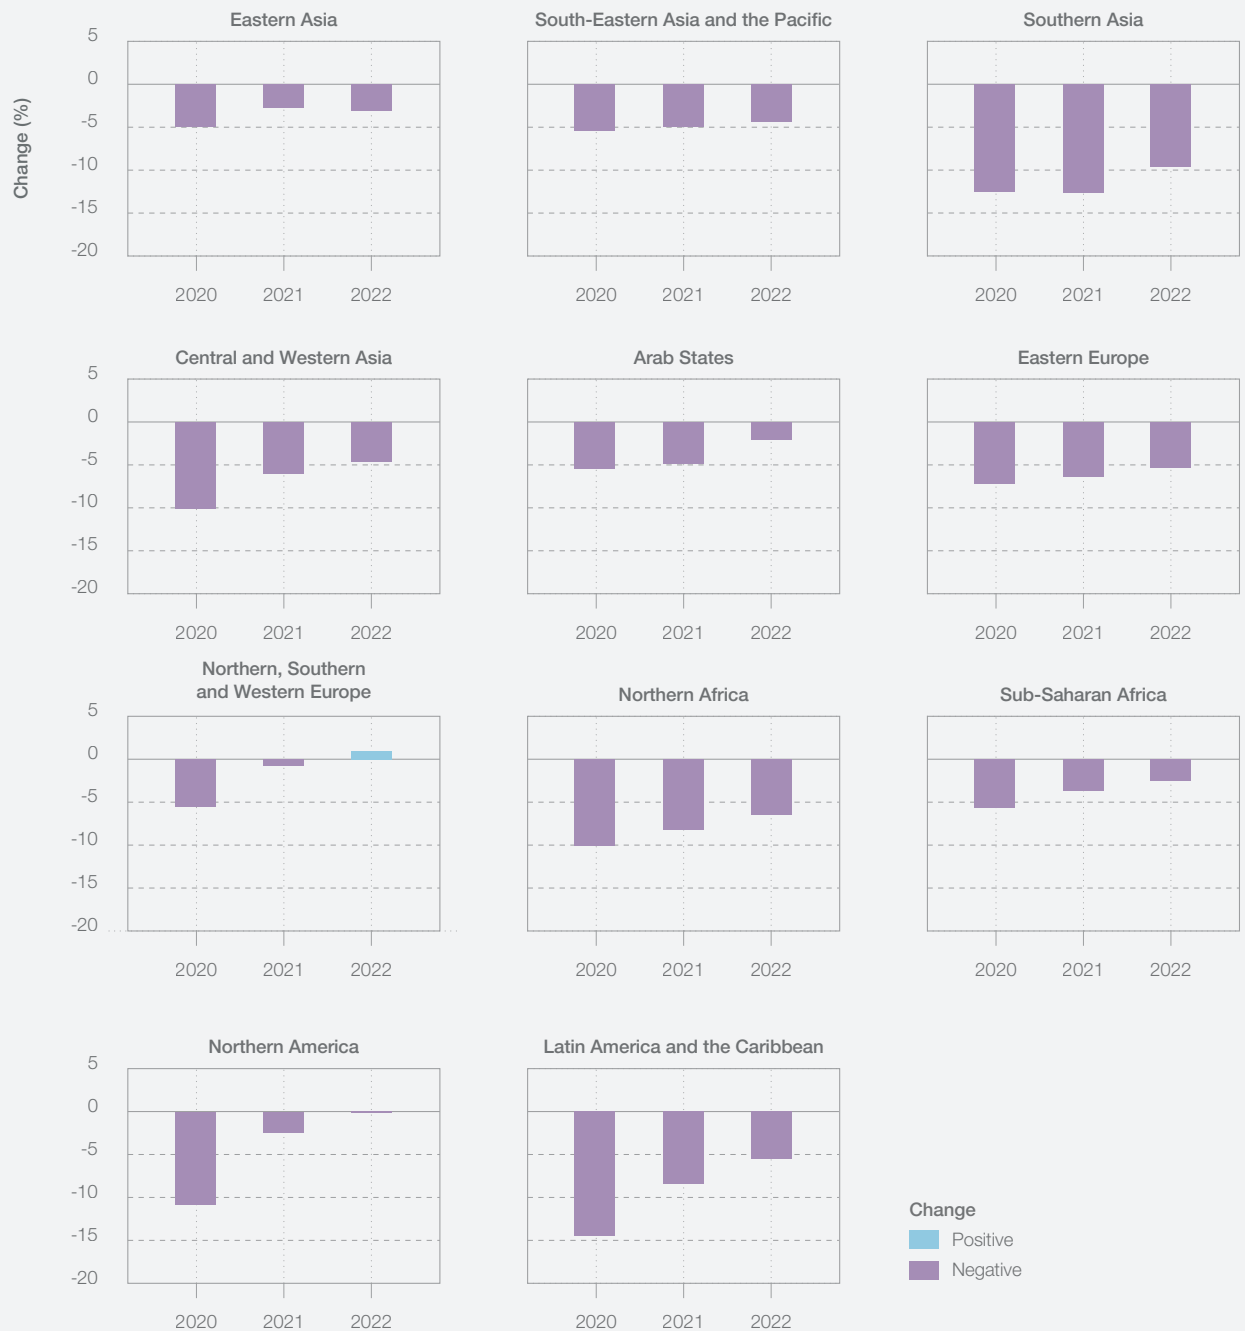 Eastern Asia
South-Eastern Asia and the Pacific
Southern Asia
Change (%)
5
0
-5
-10
-15
-20
2020 2021 2022
2020 2021 2022
2020 2021 2022
Central and Western Asia
Arab States
Eastern Europe
5
0
-5
-10
-15
-20
2020 2021 2022
2020 2021 2022
2020 2021 2022
Northern, Southern
and Western Europe
Northern Africa
Sub-Saharan Africa
5
0
-5
-10
-15
-20
2020 2021 2022
2020 2021 2022
2020 2021 2022
Northern America
Latin America and the Caribbean
5
0
-5
-10
-15
-20
2020 2021 2022
2020 2021 2022
Change
Positive
Negative